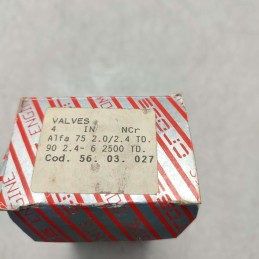 VALVES
4 IN NCr
Alfa 75 2.0/2.4 TD.
90 2.4- 6 2500 TD.
Cod. 56. 03. 027
ENGINE